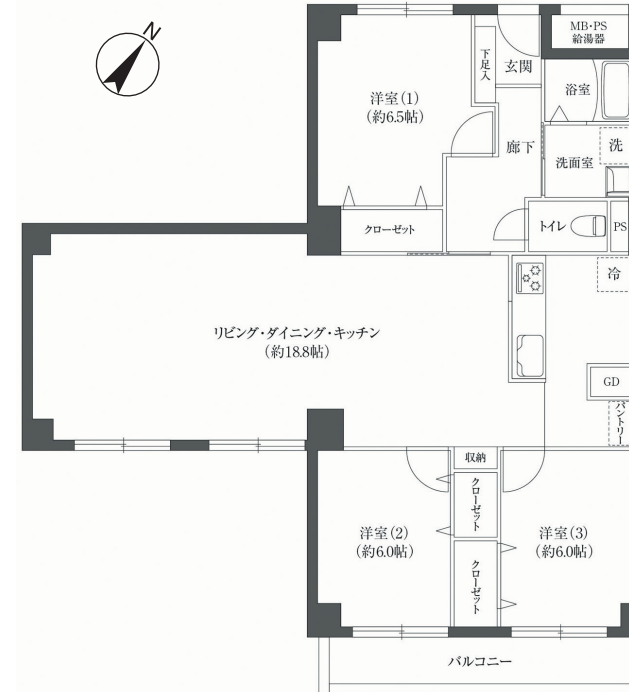 N
MB・PS
給湯器
下足入
玄関
浴室
洋室(1)
(約6.5帖)
廊下
洗面室
洗
クローゼット
トイレ
PS
冷
リビング・ダイニング・キッチン
(約18.8帖)
GD
パントリー
収納
クローゼット
洋室(2)
(約6.0帖)
洋室(3)
(約6.0帖)
クローゼット
バルコニー